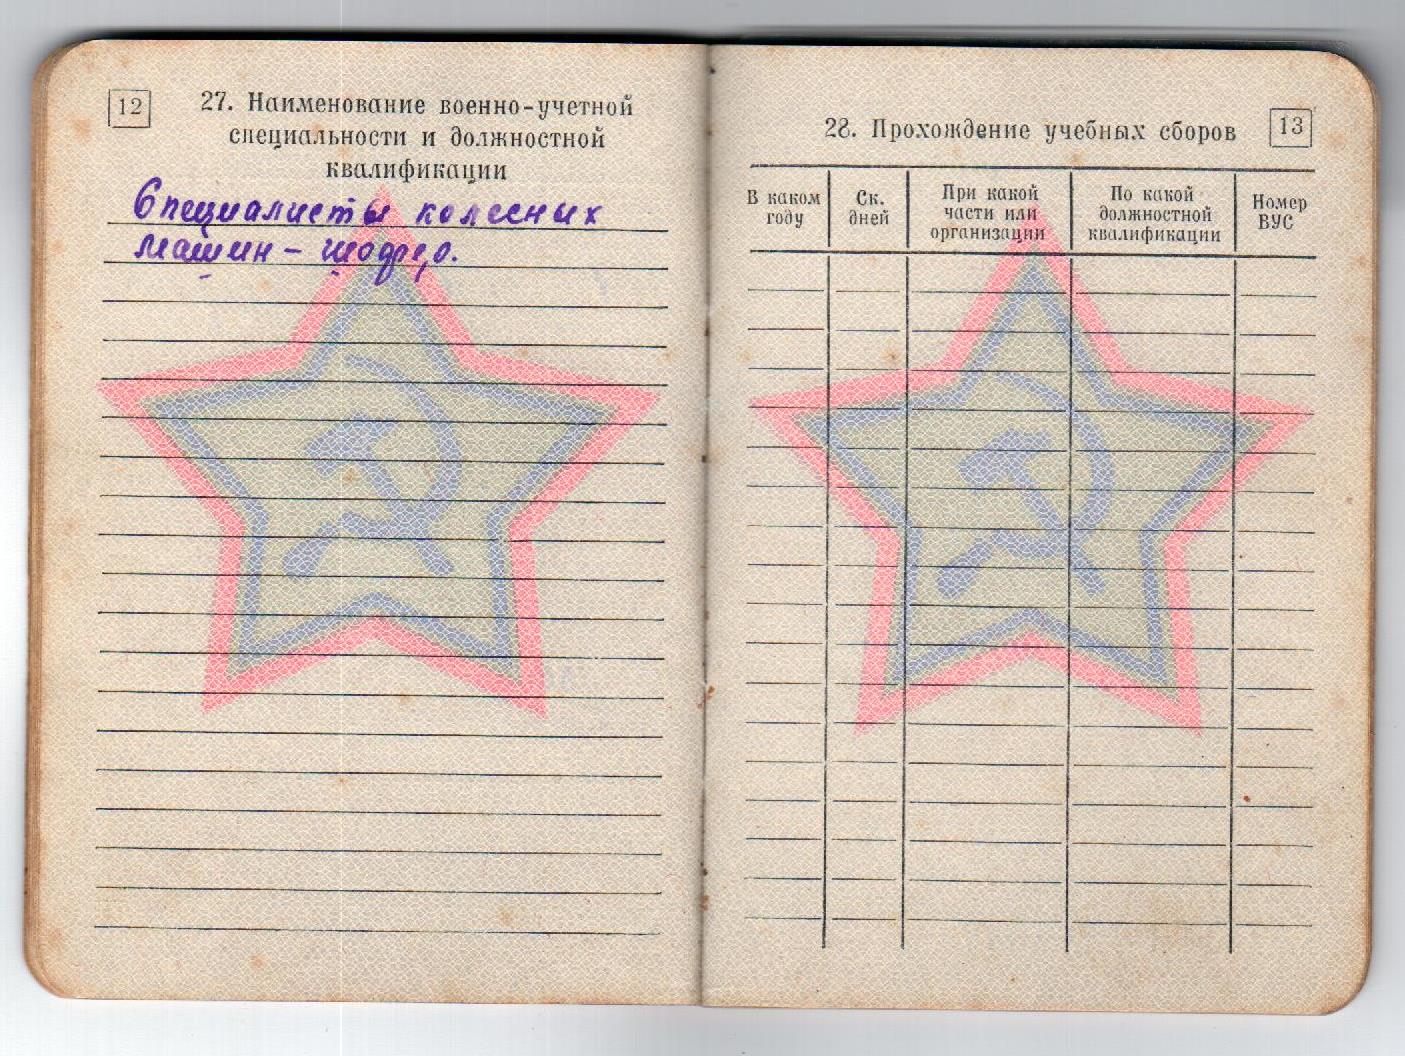 12
27. Наименование военно-учетной
специальности и должностной
квалификации
Специалисты колесных
машин –
28. Прохождение учебных сборов
13
В каком
году
Ск.
дней
При какой
части или
организации
По какой
должностной
квалификации
Номер
ВУС